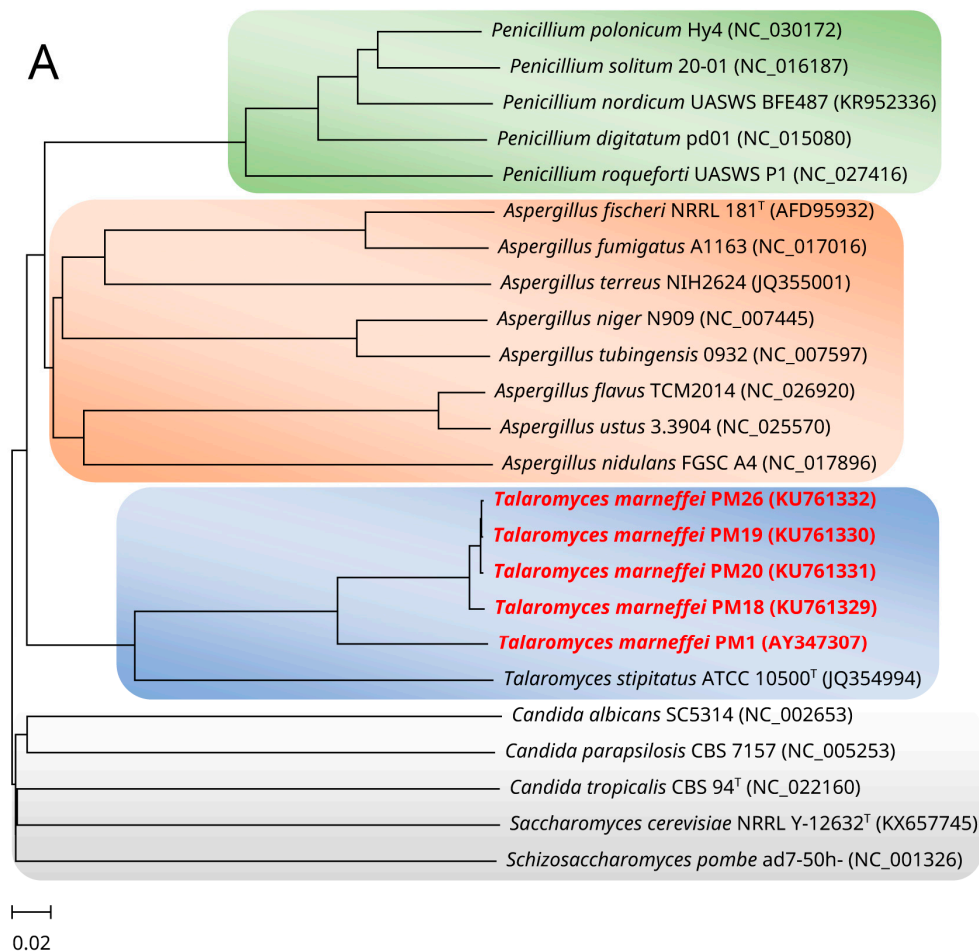 A
Penicillium polonicum Hy4 (NC_030172)
Penicillium solitum 20-01 (NC_016187)
Penicillium nordicum UASWS BFE487 (KR952336)
Penicillium digitatum pd01 (NC_015080)
Penicillium roqueforti UASWS P1 (NC_027416)
Aspergillus fischeri NRRL 181ᵀ (AFD95932)
Aspergillus fumigatus A1163 (NC_017016)
Aspergillus terreus NIH2624 (JQ355001)
Aspergillus niger N909 (NC_007445)
Aspergillus tubingensis 0932 (NC_007597)
Aspergillus flavus TCM2014 (NC_026920)
Aspergillus ustus 3.3904 (NC_025570)
Aspergillus nidulans FGSC A4 (NC_017896)
Talaromyces marneffei PM26 (KU761332)
Talaromyces marneffei PM19 (KU761330)
Talaromyces marneffei PM20 (KU761331)
Talaromyces marneffei PM18 (KU761329)
Talaromyces marneffei PM1 (AY347307)
Talaromyces stipitatus ATCC 10500ᵀ (JQ354994)
Candida albicans SC5314 (NC_002653)
Candida parapsilosis CBS 7157 (NC_005253)
Candida tropicalis CBS 94ᵀ (NC_022160)
Saccharomyces cerevisiae NRRL Y-12632ᵀ (KX657745)
Schizosaccharomyces pombe ad7-50h- (NC_001326)
0.02